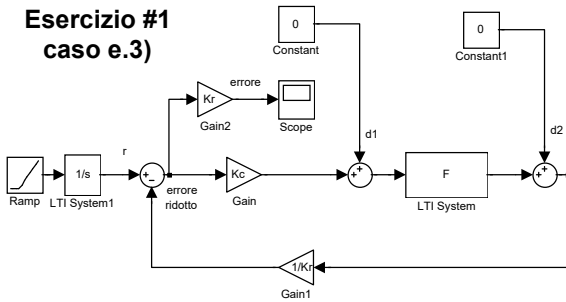 Esercizio #1
caso e.3)
0
Constant
0
Constant1
Kr
Gain2
errore
Scope
d1
d2
Ramp
1/s
LTI System1
r
+
−
errore
ridotto
Kc
Gain
+
+
F
LTI System
+
+
1/Kr
Gain1